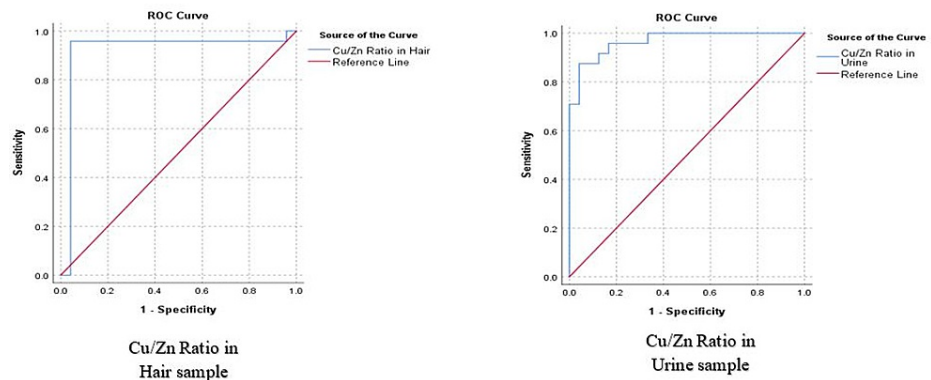 ROC Curve
Source of the Curve
Cu/Zn Ratio in Hair
Reference Line
1.0
0.8
0.6
0.4
0.2
0.0
Sensitivity
0.0 0.2 0.4 0.6 0.8 1.0
1 - Specificity
Cu/Zn Ratio in
Hair sample
ROC Curve
Source of the Curve
Cu/Zn Ratio in
Urine
Reference Line
1.0
0.8
0.6
0.4
0.2
0.0
Sensitivity
0.0 0.2 0.4 0.6 0.8 1.0
1 - Specificity
Cu/Zn Ratio in
Urine sample